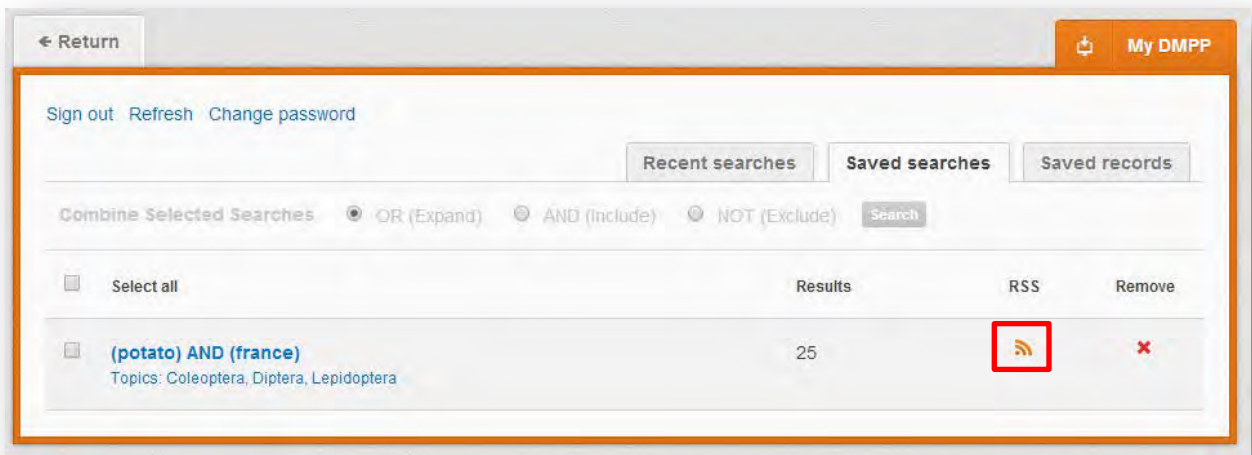 ← Return
My DMPP
Sign out Refresh Change password
Recent searches Saved searches Saved records
Combine Selected Searches OR (Expand) AND (Include) NOT (Exclude) Search
Select all Results RSS Remove
(potato) AND (france) 25
Topics: Coleoptera, Diptera, Lepidoptera